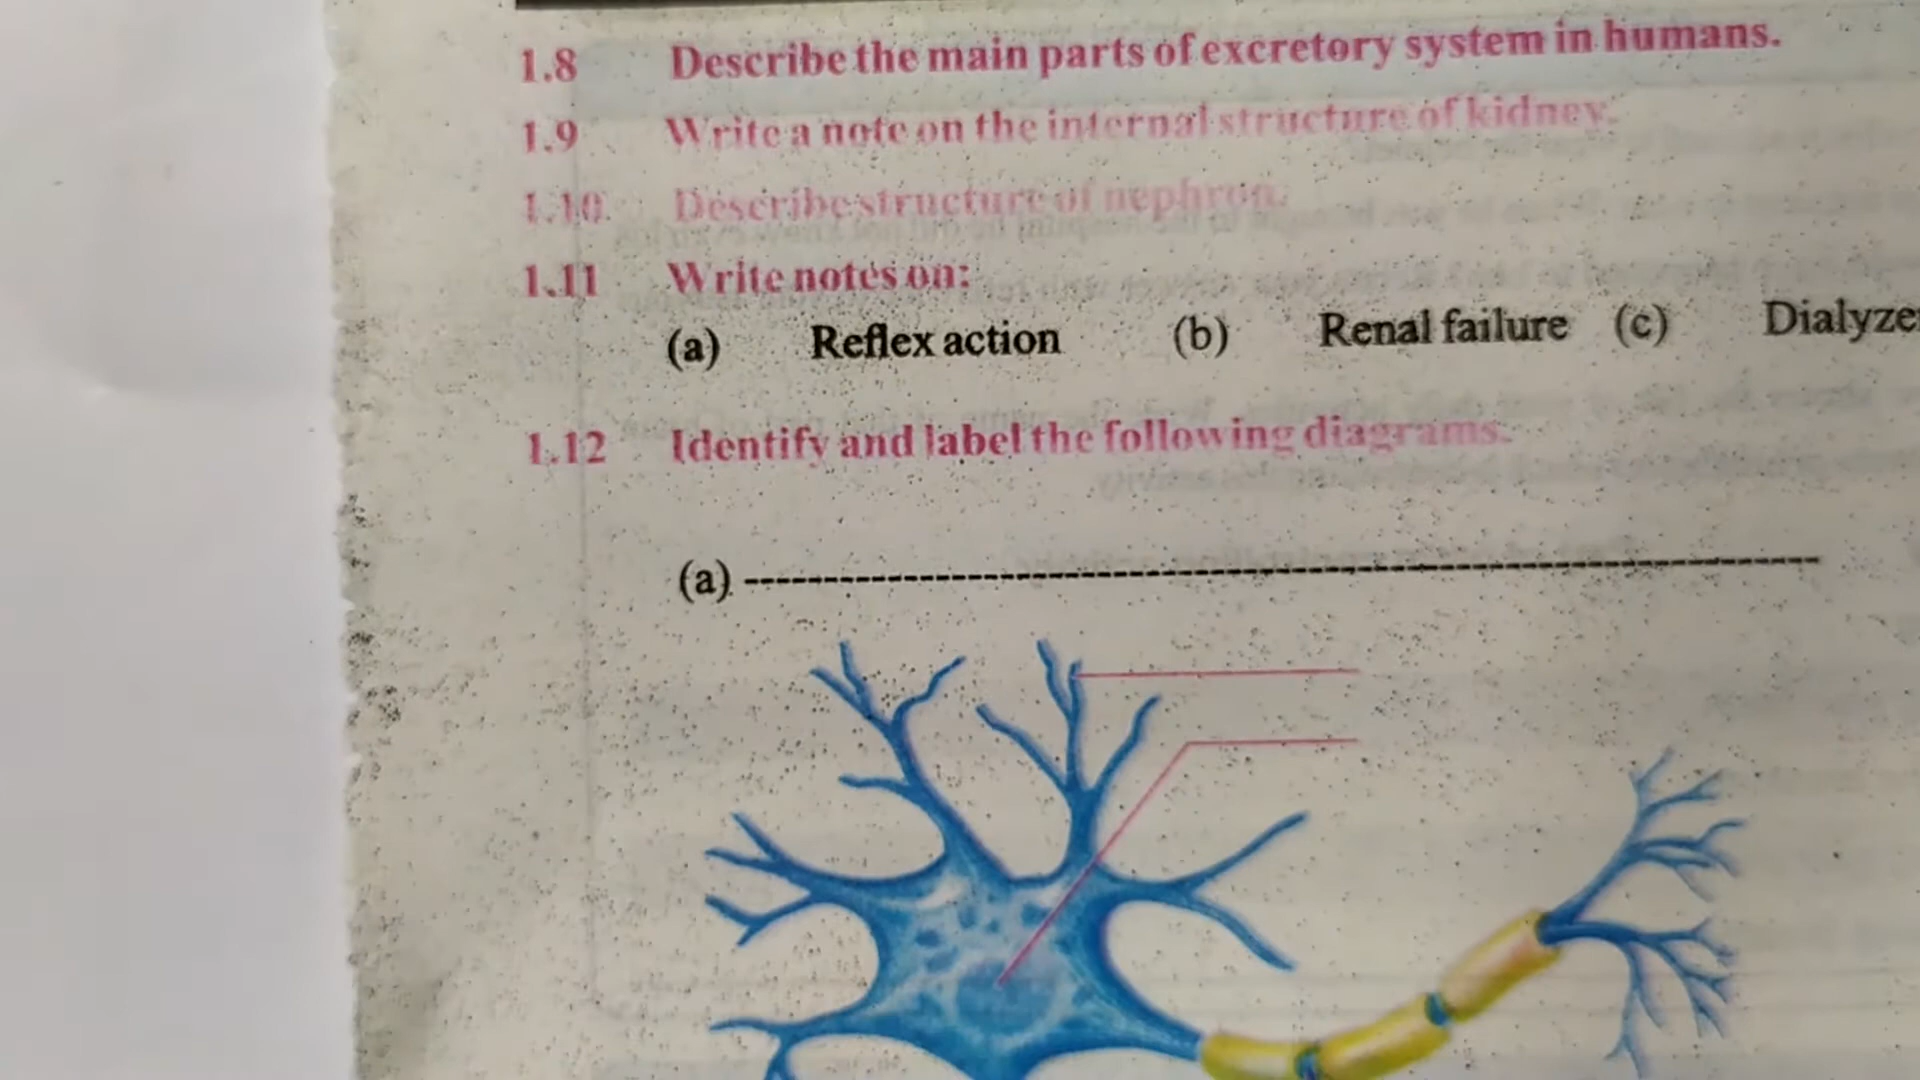 1.8 Describe the main parts of excretory system in humans.
1.9 Write a note on the internal structure of kidney.
1.10. Describe structure of nephron.
1.11 Write notes on:
(a) Reflex action (b) Renal failure (c) Dialyze
1.12 Identify and label the following diagrams.
(a)